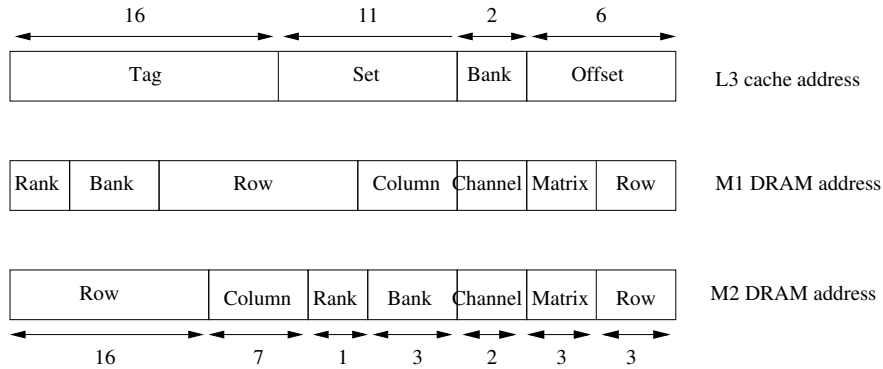 16 11 2 6
Tag Set Bank Offset L3 cache address
Rank Bank Row Column Channel Matrix Row M1 DRAM address
Row Column Rank Bank Channel Matrix Row M2 DRAM address
16 7 1 3 2 3 3